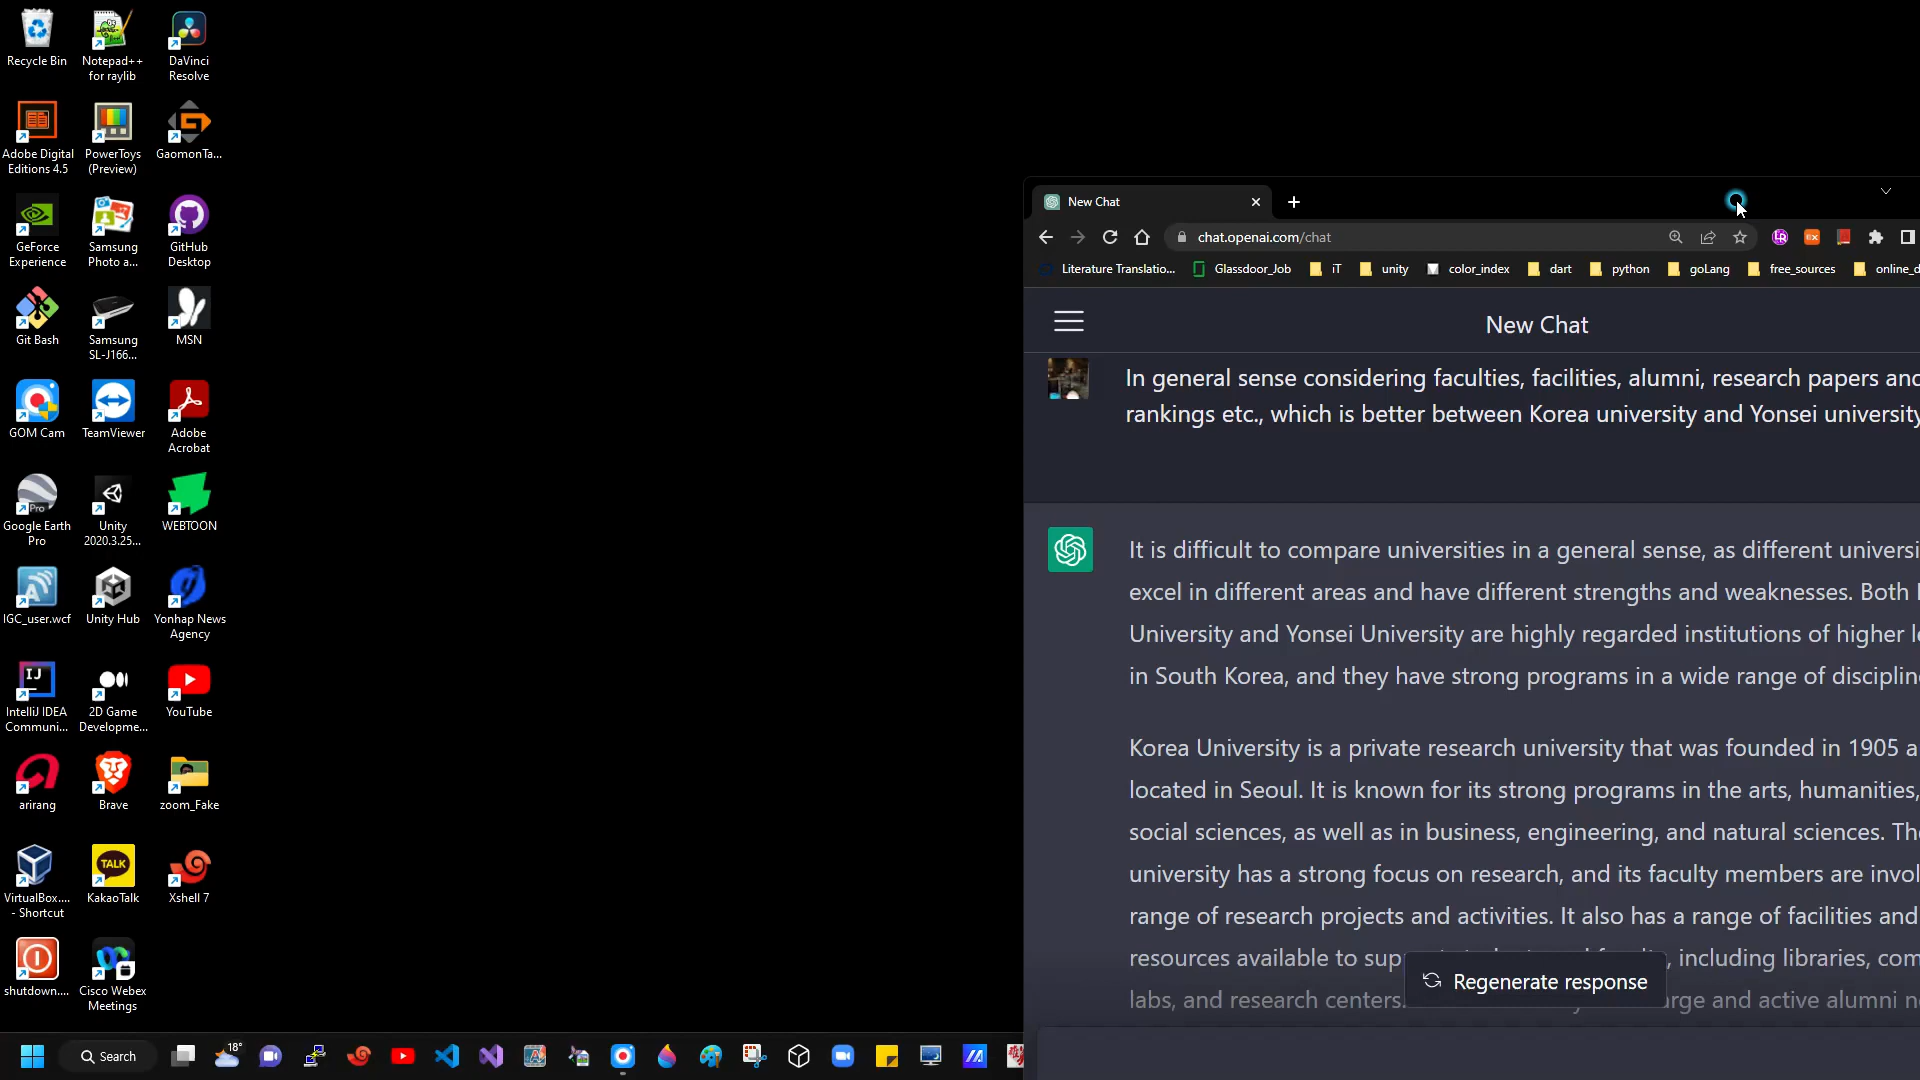 Recycle Bin
Notepad++
for raylib
DaVinci
Resolve
Adobe Digital
Editions 4.5
PowerToys
(Preview)
GaomonTa...
GeForce
Experience
Samsung
Photo a...
GitHub
Desktop
Git Bash
Samsung
SL-J166...
MSN
GOM Cam
TeamViewer
Adobe
Acrobat
Google Earth
Pro
Unity
2020.3.25...
WEBTOON
IGC_user.wcf
Unity Hub
Yonhap News
Agency
IntelliJ IDEA
Communi...
2D Game
Developme...
YouTube
arirang
Brave
zoom_Fake
VirtualBox....
- Shortcut
KakaoTalk
Xshell 7
shutdown....
Cisco Webex
Meetings
Search
18°
New Chat
chat.openai.com/chat
Literature Translatio...
Glassdoor_Job
iT
unity
color_index
dart
python
goLang
free_sources
online_d
New Chat
In general sense considering faculties, facilities, alumni, research papers and
rankings etc., which is better between Korea university and Yonsei university
It is difficult to compare universities in a general sense, as different universi
excel in different areas and have different strengths and weaknesses. Both
University and Yonsei University are highly regarded institutions of higher le
in South Korea, and they have strong programs in a wide range of disciplin
Korea University is a private research university that was founded in 1905 a
located in Seoul. It is known for its strong programs in the arts, humanities,
social sciences, as well as in business, engineering, and natural sciences. Th
university has a strong focus on research, and its faculty members are invol
range of research projects and activities. It also has a range of facilities and
resources available to sup , including libraries, com
labs, and research centers. arge and active alumni n
Regenerate response